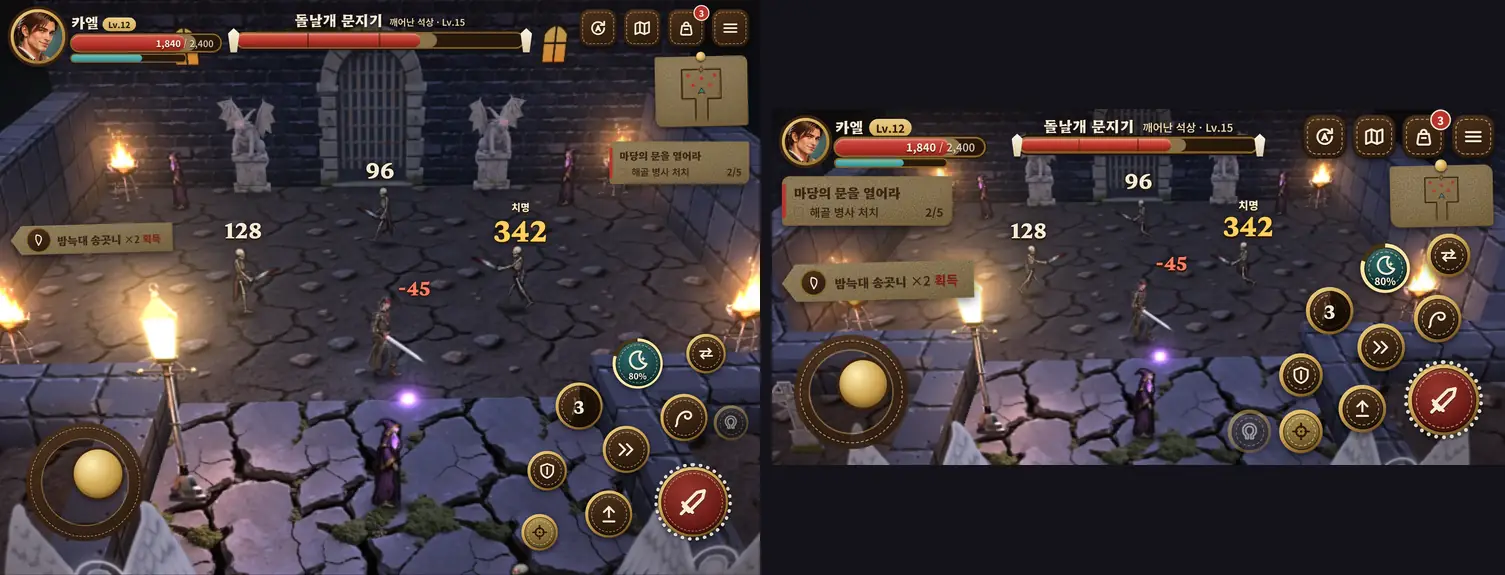 카엘 Lv.12
1,840 / 2,400
돌날개 문지기 깨어난 석상 · Lv.15
3
마당의 문을 열어라
해골 병사 처치 2/5
96
128
치명
342
-45
밤늑대 송곳니 ×2 획득
80%
3
카엘 Lv.12
1,840 / 2,400
돌날개 문지기 깨어난 석상 · Lv.15
3
마당의 문을 열어라
해골 병사 처치 2/5
96
128
치명
342
-45
밤늑대 송곳니 ×2 획득
80%
3